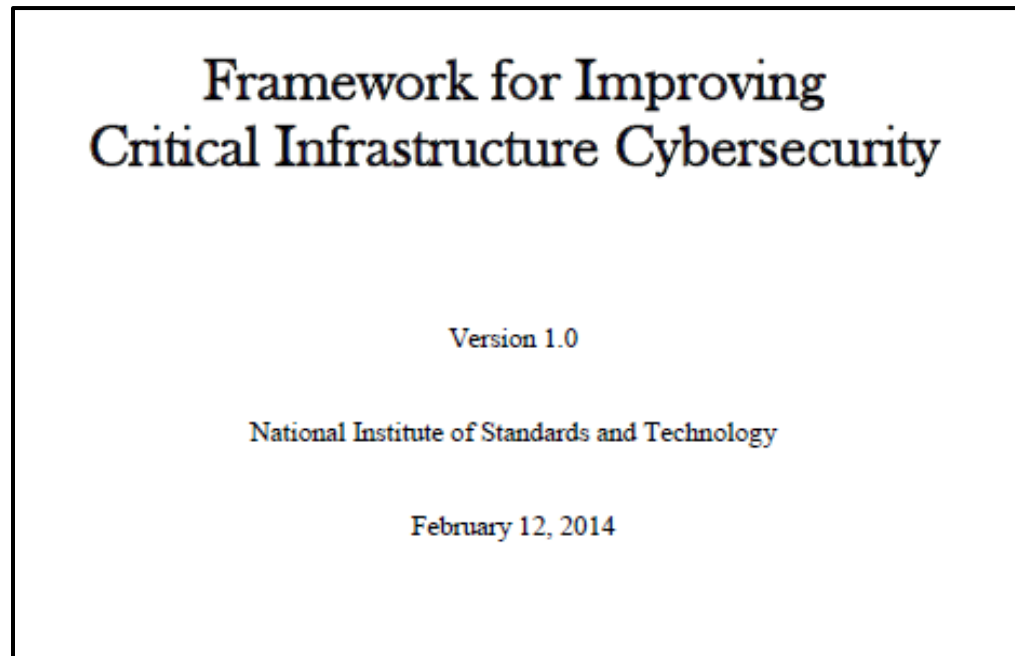 Framework for Improving
Critical Infrastructure Cybersecurity
Version 1.0
National Institute of Standards and Technology
February 12, 2014